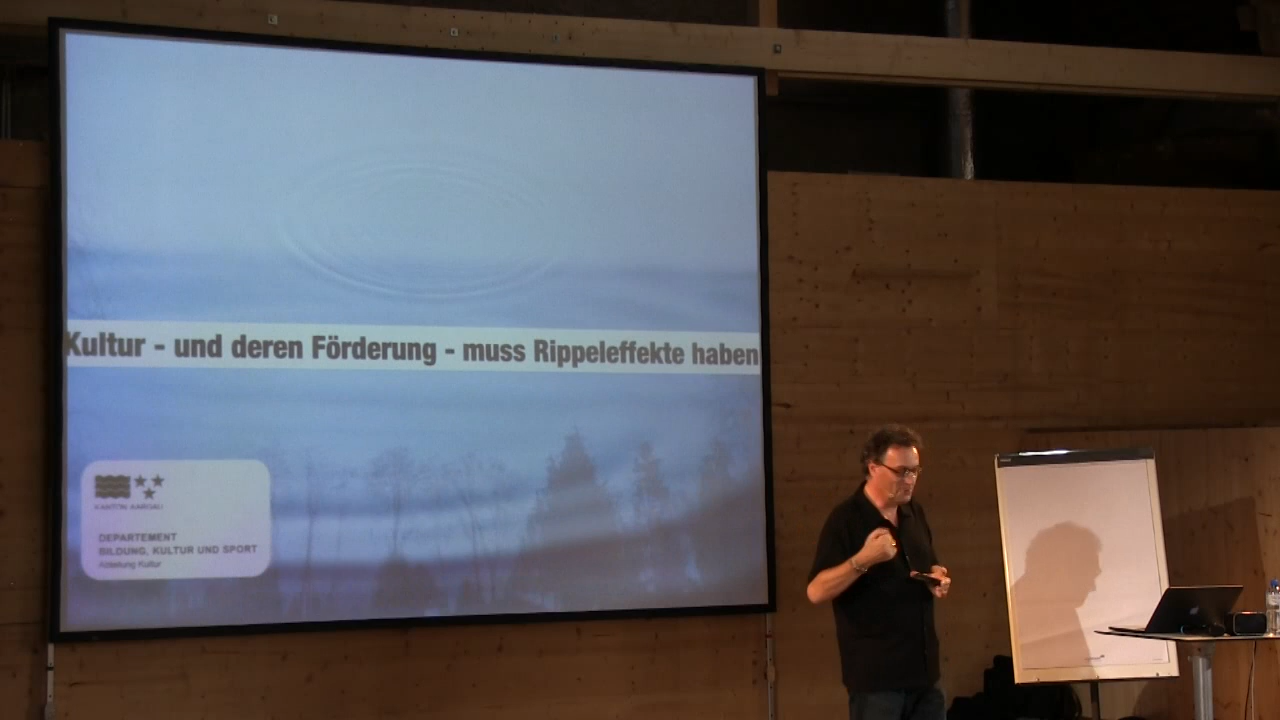 Kultur - und deren Förderung - muss Rippeleffekte haben
KANTON AARGAU
DEPARTEMENT
BILDUNG, KULTUR UND SPORT
Abteilung Kultur